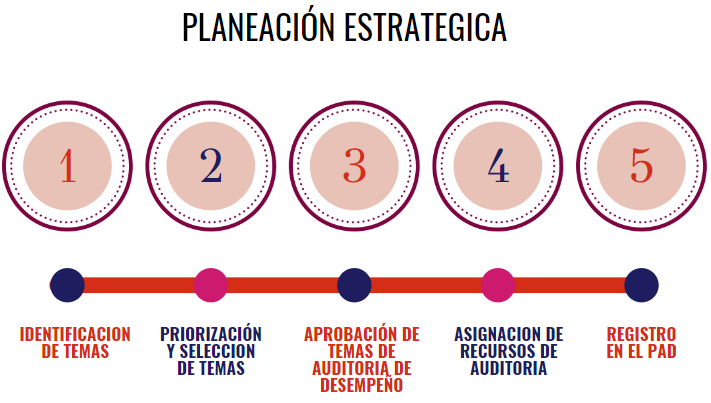 PLANEACIÓN ESTRATEGICA
1
2
3
4
5
IDENTIFICACION
DE TEMAS
PRIORIZACIÓN
Y SELECCION
DE TEMAS
APROBACIÓN DE
TEMAS DE
AUDITORIA DE
DESEMPEÑO
ASIGNACION DE
RECURSOS DE
AUDITORIA
REGISTRO
EN EL PAD